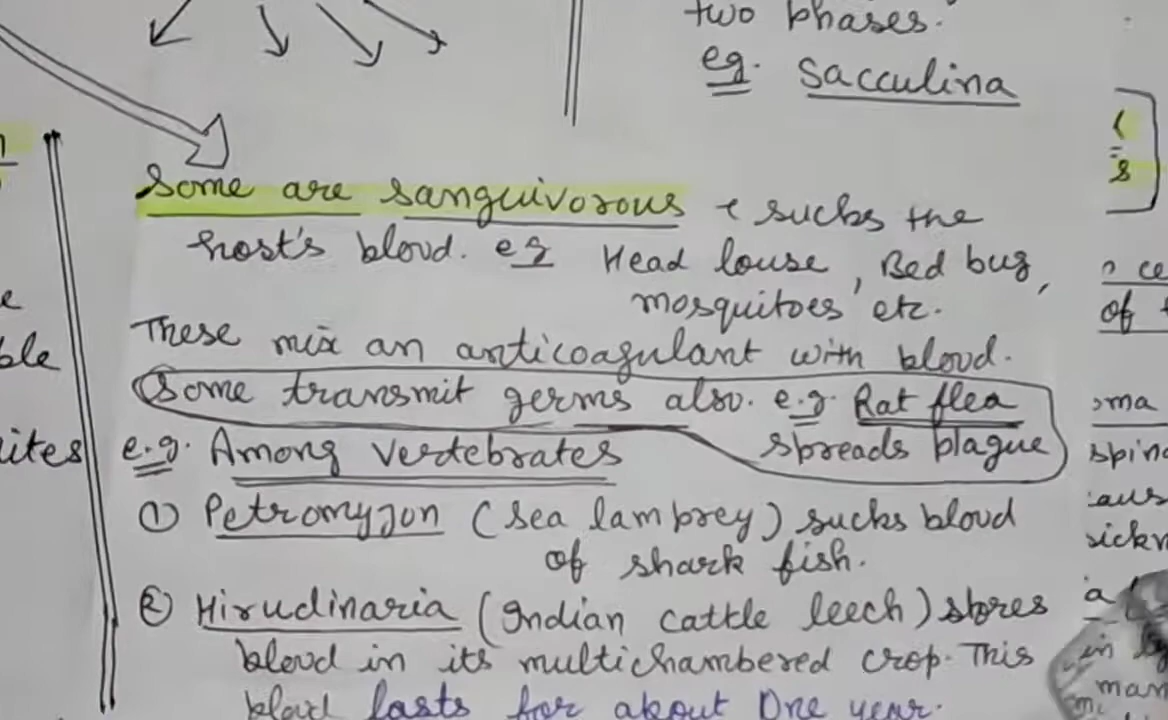 two phases.
eg. Sacculina
Some are sanguivorous & sucks the
host's blood. eg Head louse, Bed bug,
mosquitoes etc.
These mix an anticoagulant with blood.
Some transmit germs also. e.g. Rat flea
spreads plague
e.g. Among vertebrates
① Petromyzon (sea lamprey) sucks blood
of shark fish.
② Hirudinaria (Indian cattle leech) stores
blood in its multichambered crop. This
blood lasts for about One year.